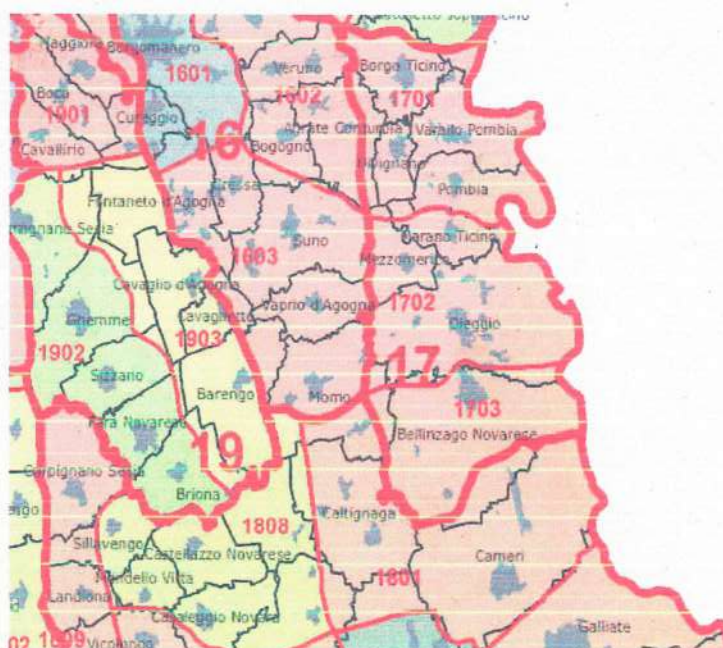 Maggiora
Borgomanero
1601
Veruno
Borgo Ticino
Boca
1602
1701
1901
Cureggio
16
Agrate Conturbia
Varallo Pombia
Cavallirio
Bogogno
Divignano
Cressa
Pombia
Fontaneto d'Agogna
Suno
Marano Ticino
1603
Mezzomerico
Cavaglio d'Agogna
Ghemme
Cavaglietto
Vaprio d'Agogna
1702
Oleggio
1902
1903
17
Sizzano
Barengo
Momo
1703
Fara Novarese
19
Bellinzago Novarese
Carpignano Sesia
Briona
Caltignaga
1808
Sillavengo
Castellazzo Novarese
Cameri
Mandello Vitta
1801
Landiona
Casaleggio Novara
Galliate
1609
Vicolungo